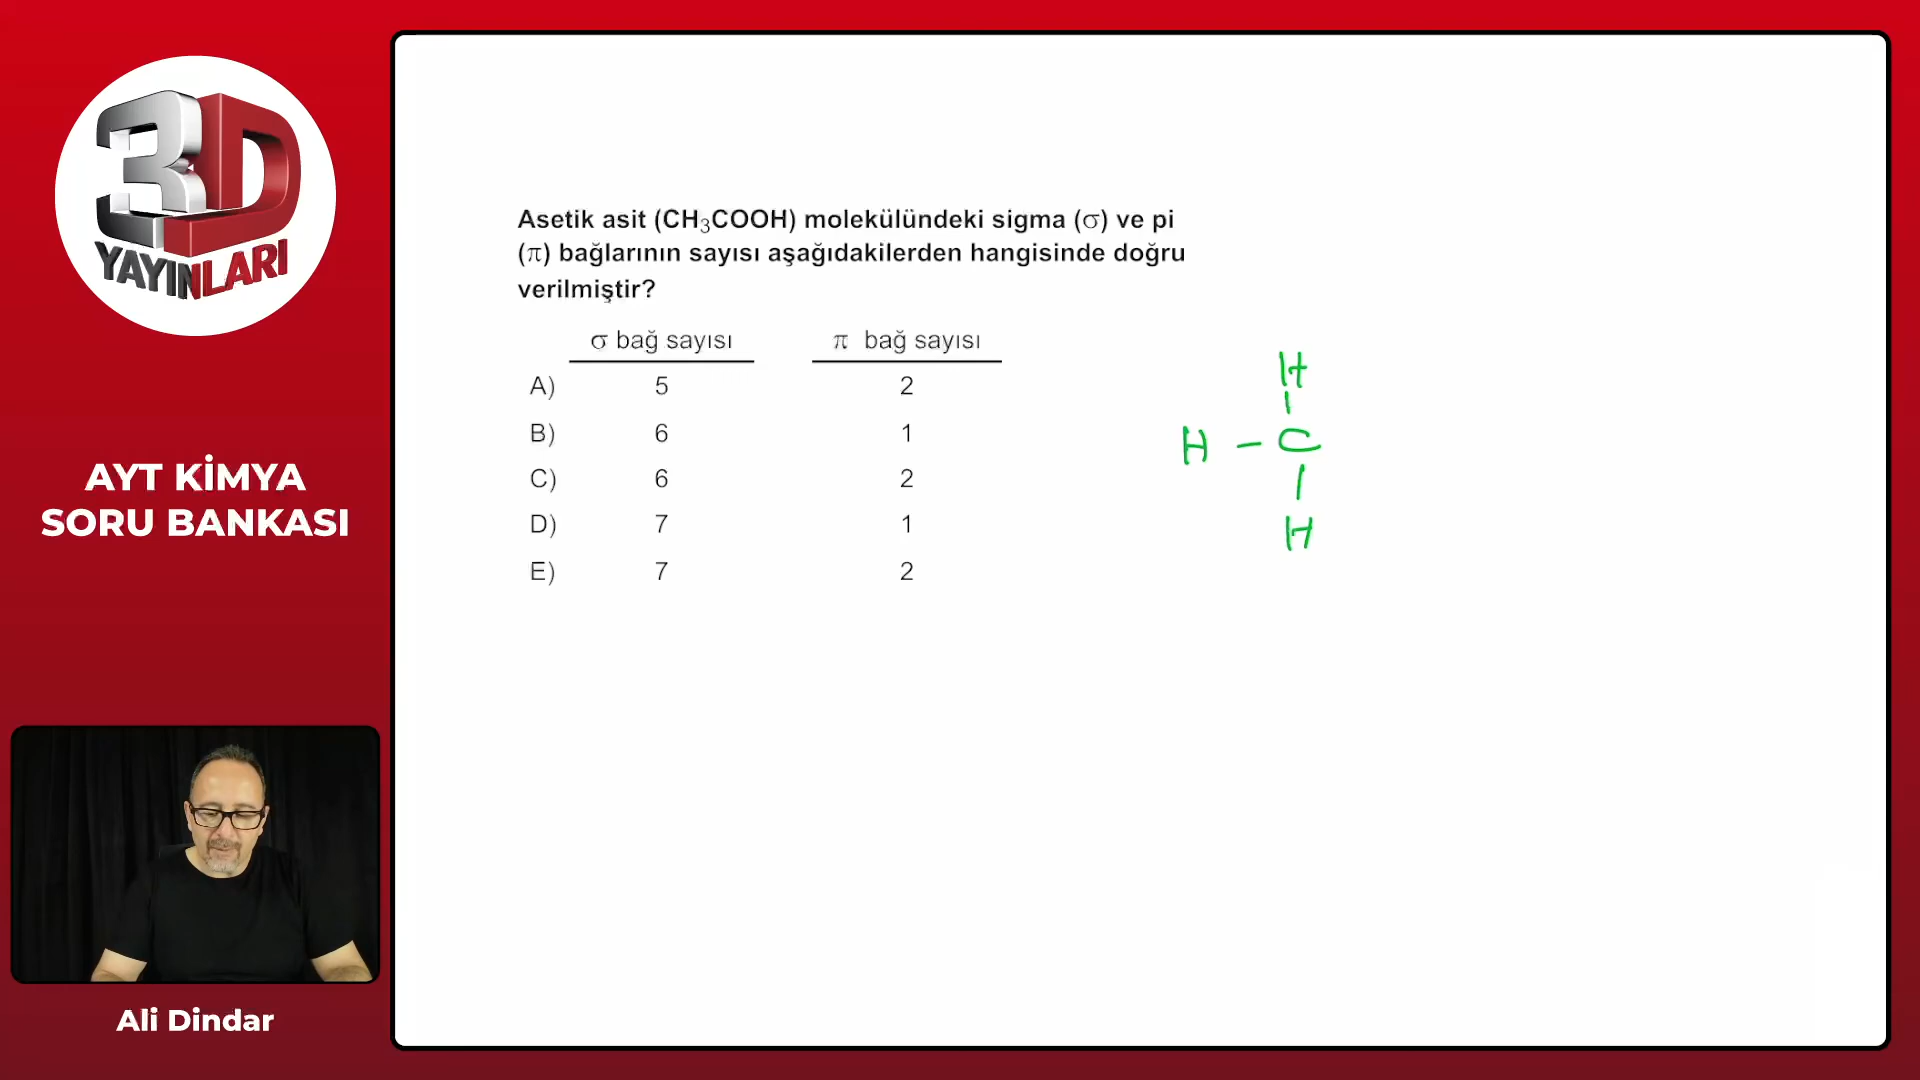 3D
YAYINLARI
AYT KİMYA
SORU BANKASI
Ali Dindar
Asetik asit (CH₃COOH) molekülündeki sigma (σ) ve pi
(π) bağlarının sayısı aşağıdakilerden hangisinde doğru
verilmiştir?
σ bağ sayısı π bağ sayısı
A) 5 2
B) 6 1
C) 6 2
D) 7 1
E) 7 2
H
H – C
H